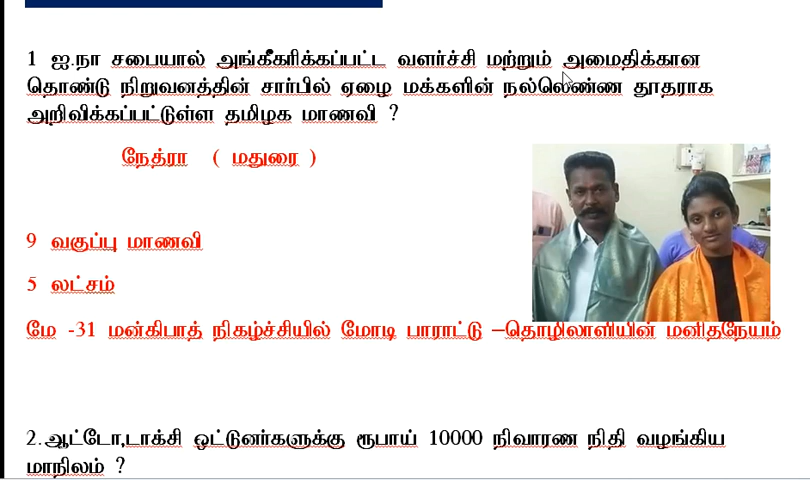 1 ஐ.நா சபையால் அங்கீகரிக்கப்பட்ட வளர்ச்சி மற்றும் அமைதிக்கான
தொண்டு நிறுவனத்தின் சார்பில் ஏழை மக்களின் நல்லெண்ண தூதராக
அறிவிக்கப்பட்டுள்ள தமிழக மாணவி ?
நேத்ரா ( மதுரை )
9 வகுப்பு மாணவி
5 லட்சம்
மே -31 மன்கிபாத் நிகழ்ச்சியில் மோடி பாராட்டு –தொழிலாளியின் மனிதநேயம்
2.ஆட்டோ,டாக்சி ஒட்டுனர்களுக்கு ரூபாய் 10000 நிவாரண நிதி வழங்கிய
மாநிலம் ?